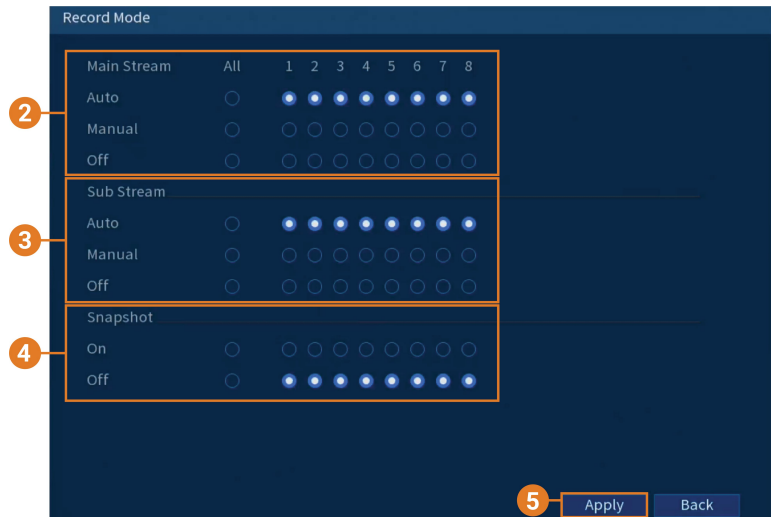 Record Mode
Main Stream All 1 2 3 4 5 6 7 8
Auto
2
Manual
Off
Sub Stream
Auto
3
Manual
Off
Snapshot
4
On
Off
5
Apply Back